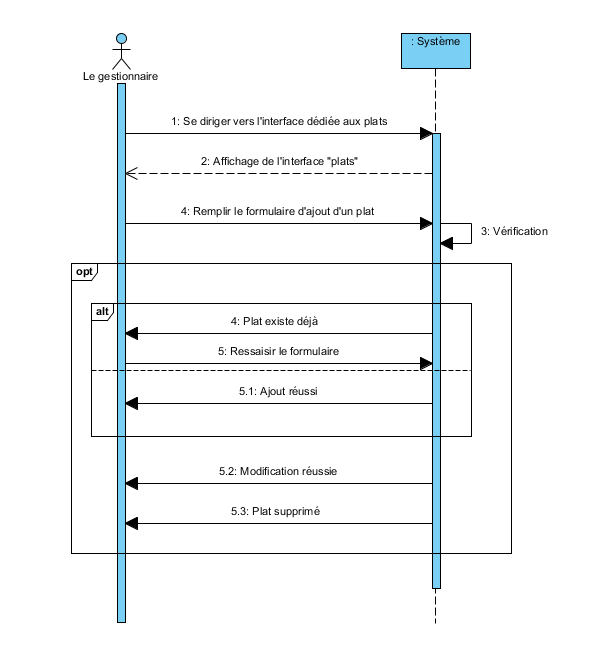 : Système
Le gestionnaire
1: Se diriger vers l'interface dédiée aux plats
2: Affichage de l'interface "plats"
4: Remplir le formulaire d'ajout d'un plat
3: Vérification
opt
alt
4: Plat existe déjà
5: Ressaisir le formulaire
5.1: Ajout réussi
5.2: Modification réussie
5.3: Plat supprimé